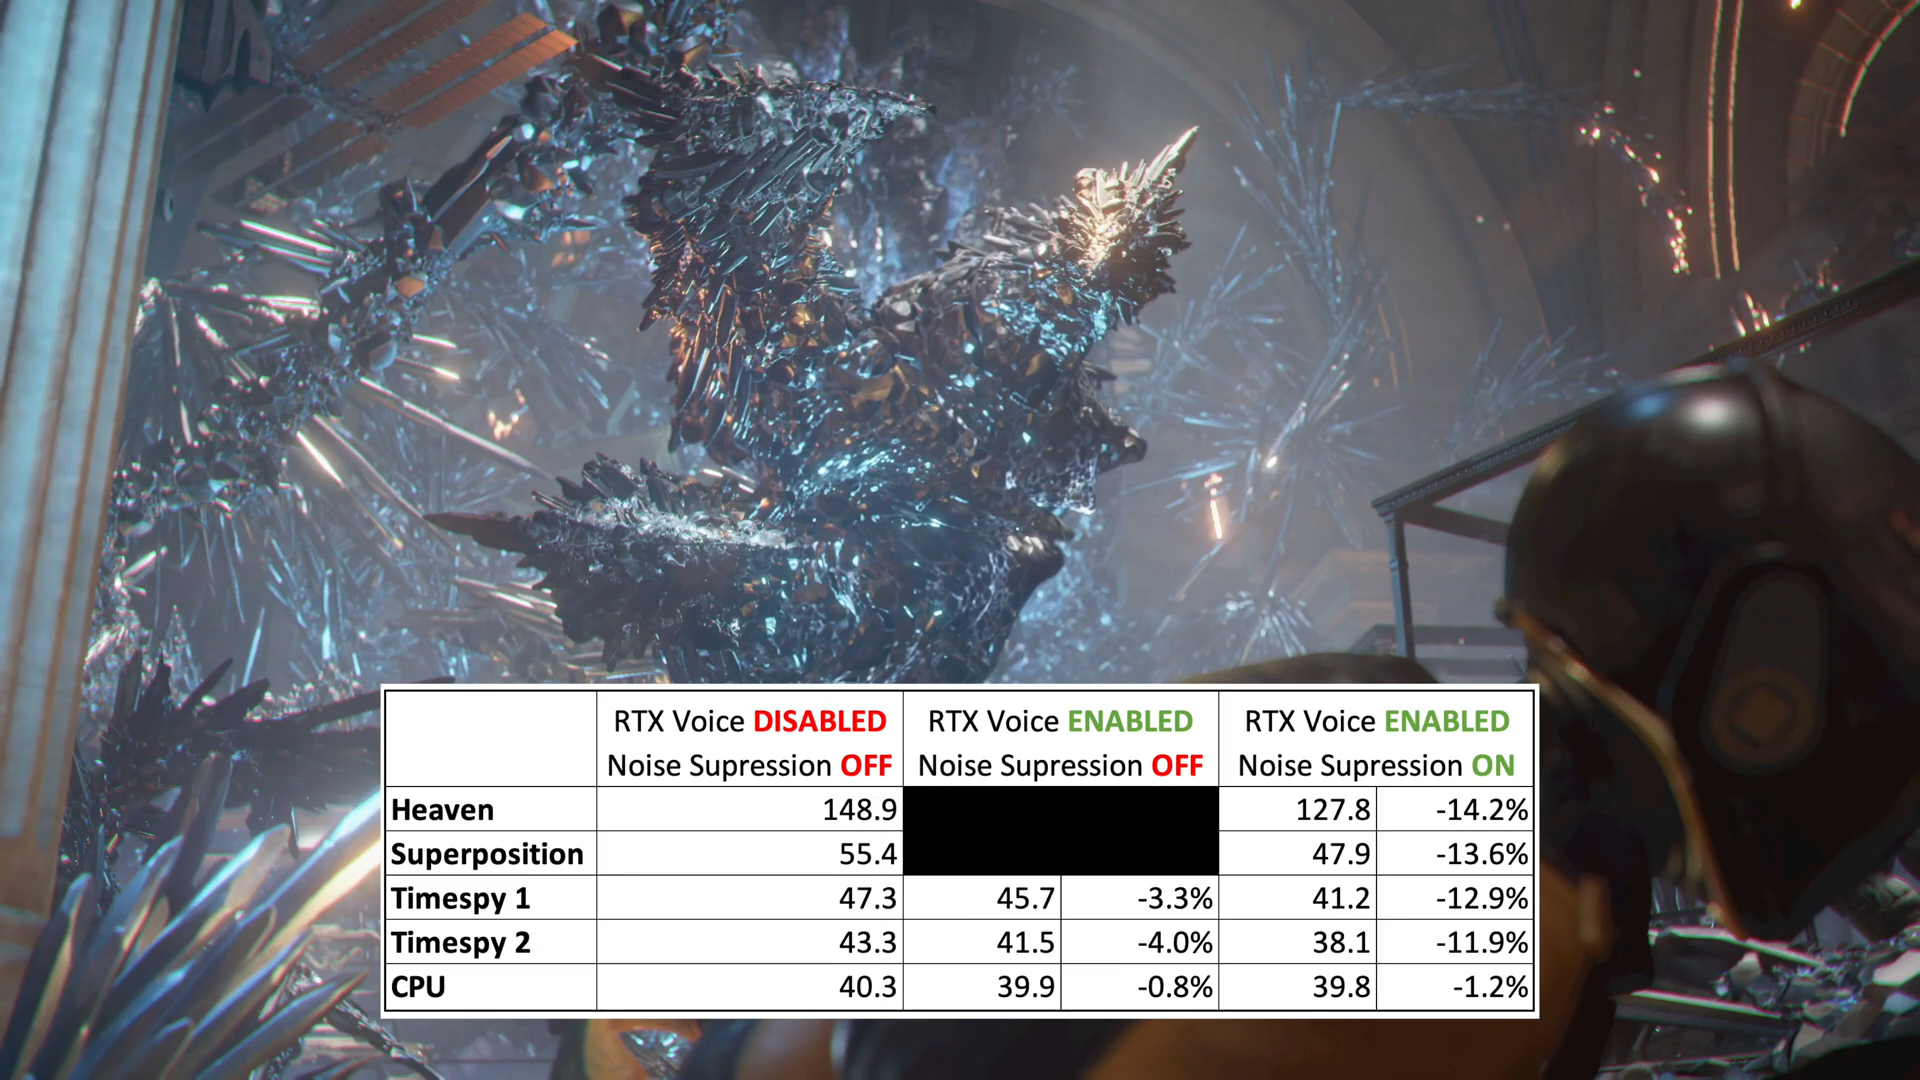 RTX Voice DISABLED RTX Voice ENABLED RTX Voice ENABLED
Noise Supression OFF Noise Supression OFF Noise Supression ON
Heaven 148.9 127.8 -14.2%
Superposition 55.4 47.9 -13.6%
Timespy 1 47.3 45.7 -3.3% 41.2 -12.9%
Timespy 2 43.3 41.5 -4.0% 38.1 -11.9%
CPU 40.3 39.9 -0.8% 39.8 -1.2%